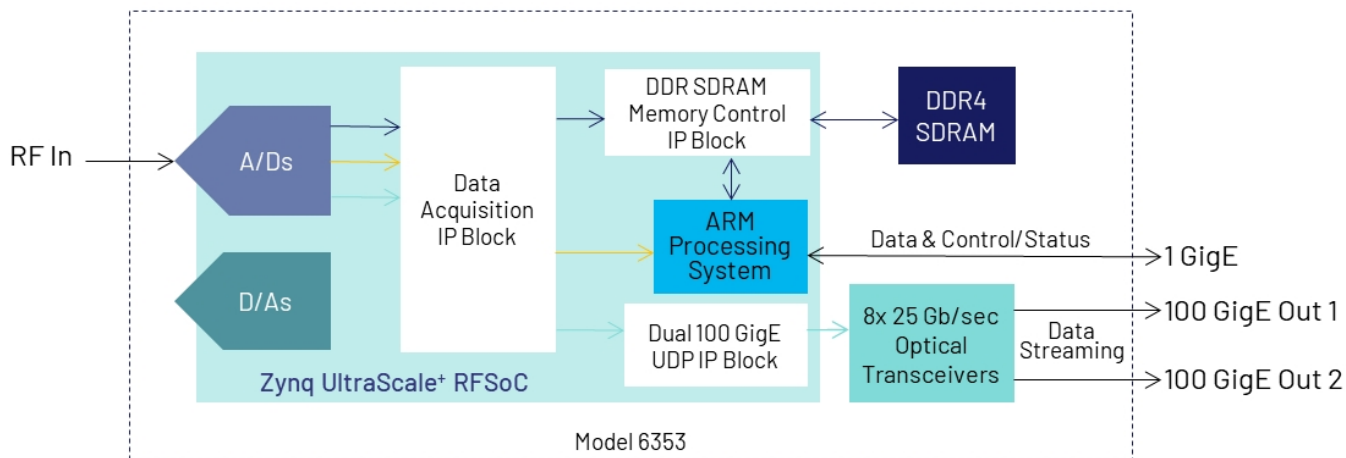 RF In
A/Ds
D/As
Data
Acquisition
IP Block
DDR SDRAM
Memory Control
IP Block
DDR4
SDRAM
ARM
Processing
System
Data & Control/Status
1 GigE
Dual 100 GigE
UDP IP Block
8x 25 Gb/sec
Optical
Transceivers
Data
Streaming
100 GigE Out 1
100 GigE Out 2
Zynq UltraScale+ RFSoC
Model 6353